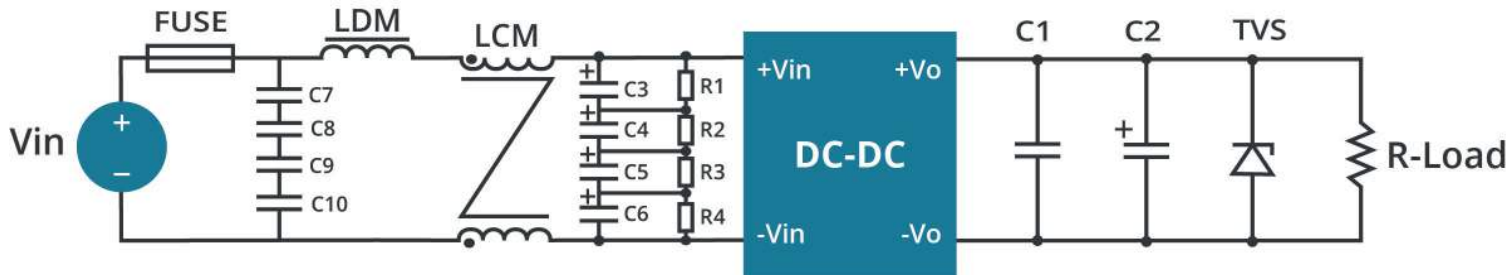 FUSE
LDM
LCM
C1
C2
TVS
Vin
+
−
C7
C8
C9
C10
+
C3
+
C4
+
C5
+
C6
R1
R2
R3
R4
+Vin
+Vo
DC-DC
-Vin
-Vo
+
R-Load